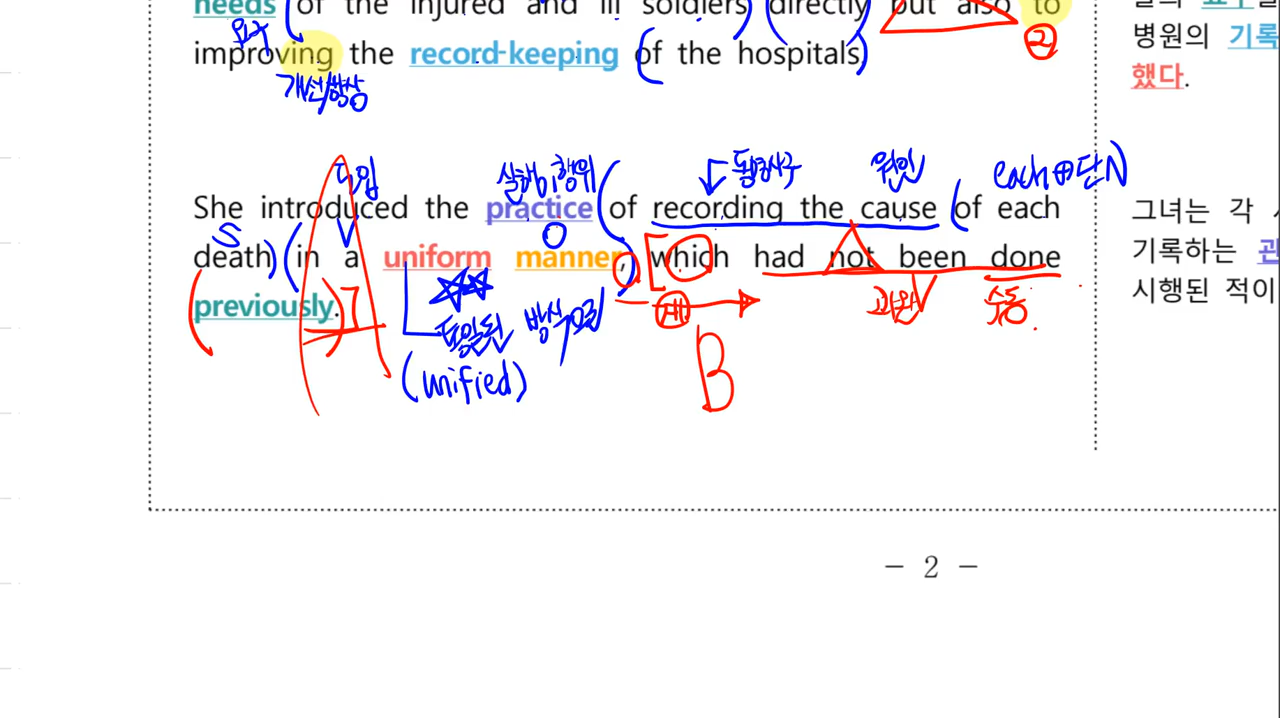 needs of the injured and ill soldiers directly but also to
②
improving the record-keeping of the hospitals.
개선/향상
도입 실행, 행위 동명사구 원인 each ⊕ 단N
She introduced the practice of recording the cause of each
S V O
death in a uniform manner, which had not been done
계 과완 수동
previously.
통일된 방식으로
(unified)
B
병원의 기록
했다.
그녀는 각
기록하는 관
시행된 적이
- 2 -